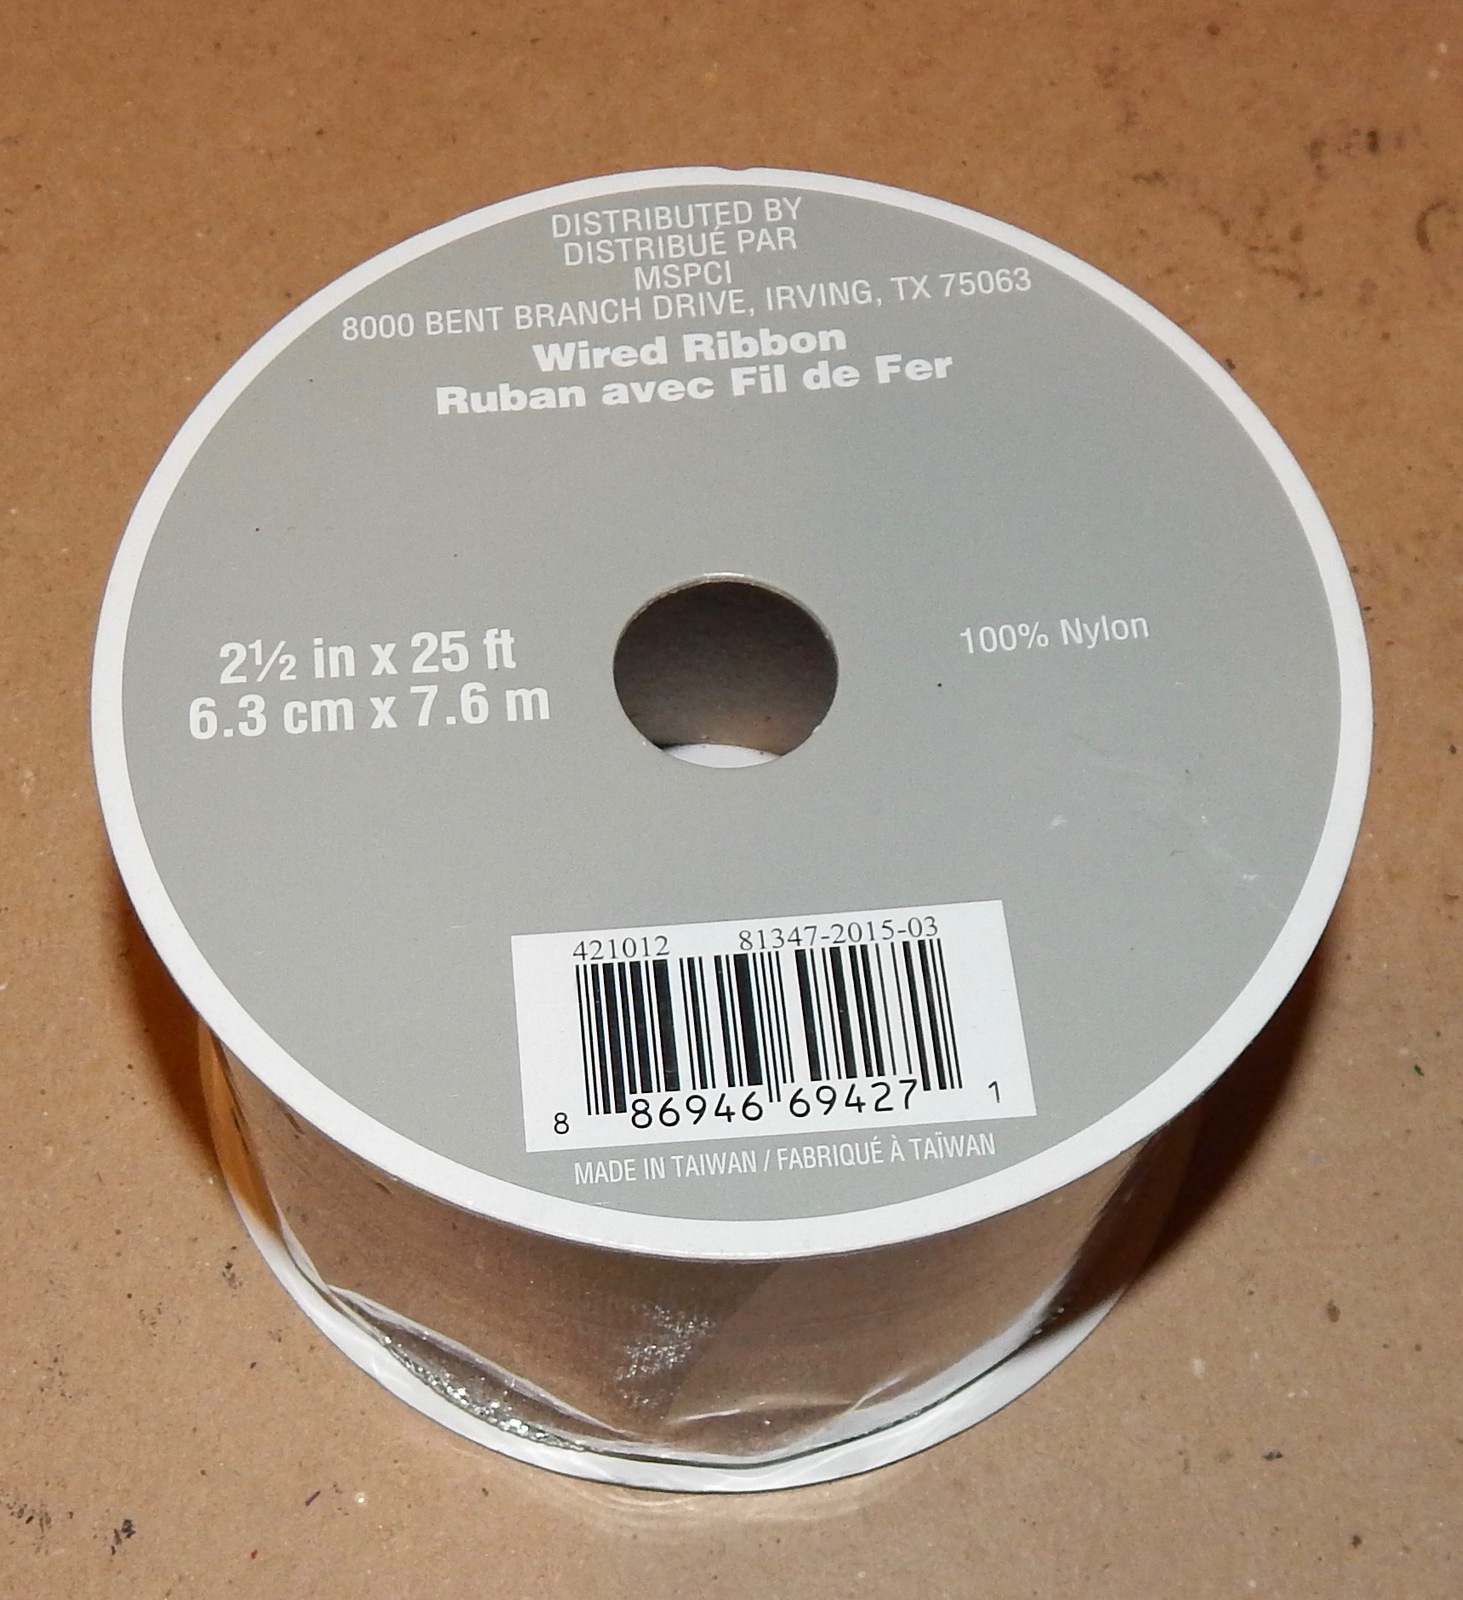 DISTRIBUTED BY
DISTRIBUÉ PAR
MSPCI
8000 BENT BRANCH DRIVE, IRVING, TX 75063
Wired Ribbon
Ruban avec Fil de Fer
2½ in x 25 ft
6.3 cm x 7.6 m
100% Nylon
421012 81347-2015-03
8 86946 69427 1
MADE IN TAIWAN / FABRIQUÉ À TAÏWAN